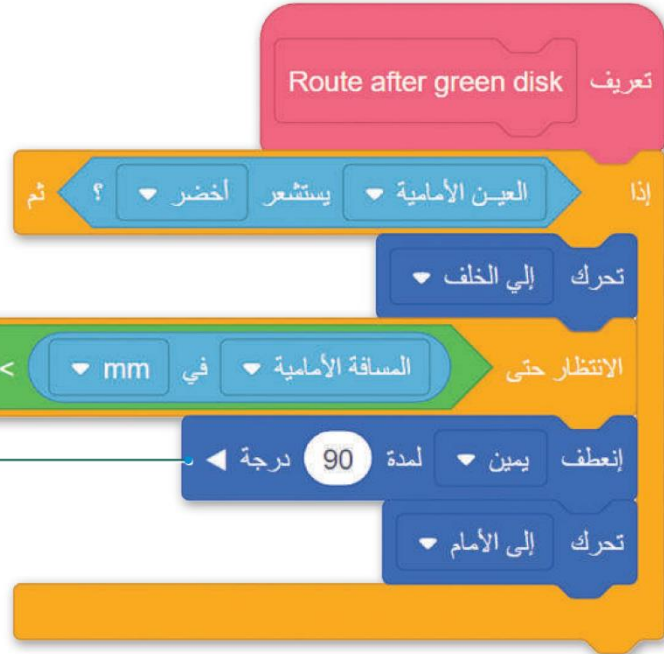 تعريف Route after green disk
إذا العين الأمامية يستشعر أخضر ؟ ثم
تحرك إلي الخلف
الانتظار حتى المسافة الأمامية في mm >
إنعطف يمين لمدة 90 درجة
تحرك إلى الأمام